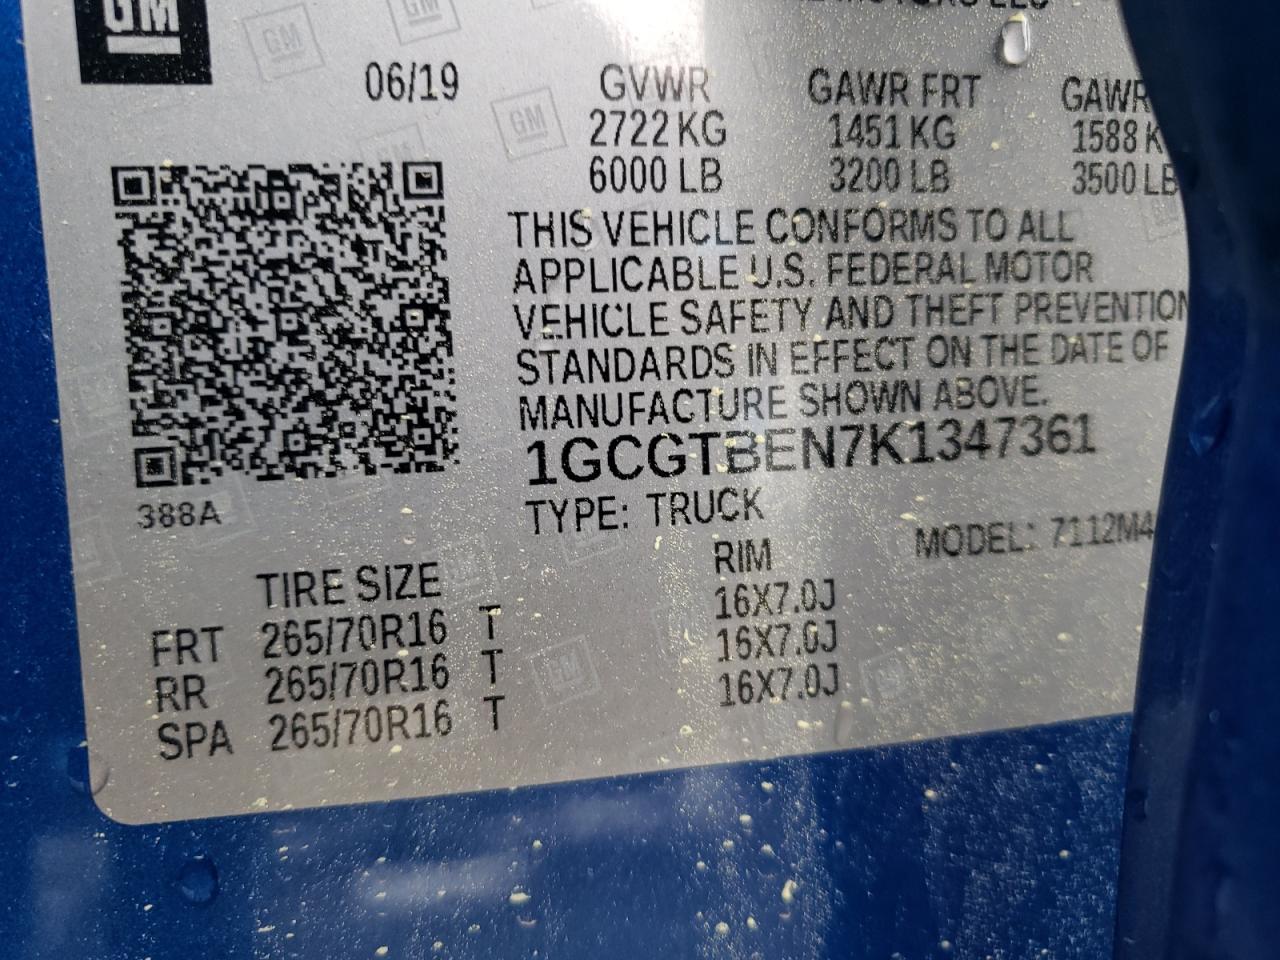 GM
06/19
GVWR GAWR FRT GAWR
2722 KG 1451 KG 1588 K
6000 LB 3200 LB 3500 LB
THIS VEHICLE CONFORMS TO ALL
APPLICABLE U.S. FEDERAL MOTOR
VEHICLE SAFETY AND THEFT PREVENTION
STANDARDS IN EFFECT ON THE DATE OF
MANUFACTURE SHOWN ABOVE.
1GCGTBEN7K1347361
388A
TYPE: TRUCK MODEL: 7112M4
TIRE SIZE RIM
FRT 265/70R16 T 16X7.0J
RR 265/70R16 T 16X7.0J
SPA 265/70R16 T 16X7.0J